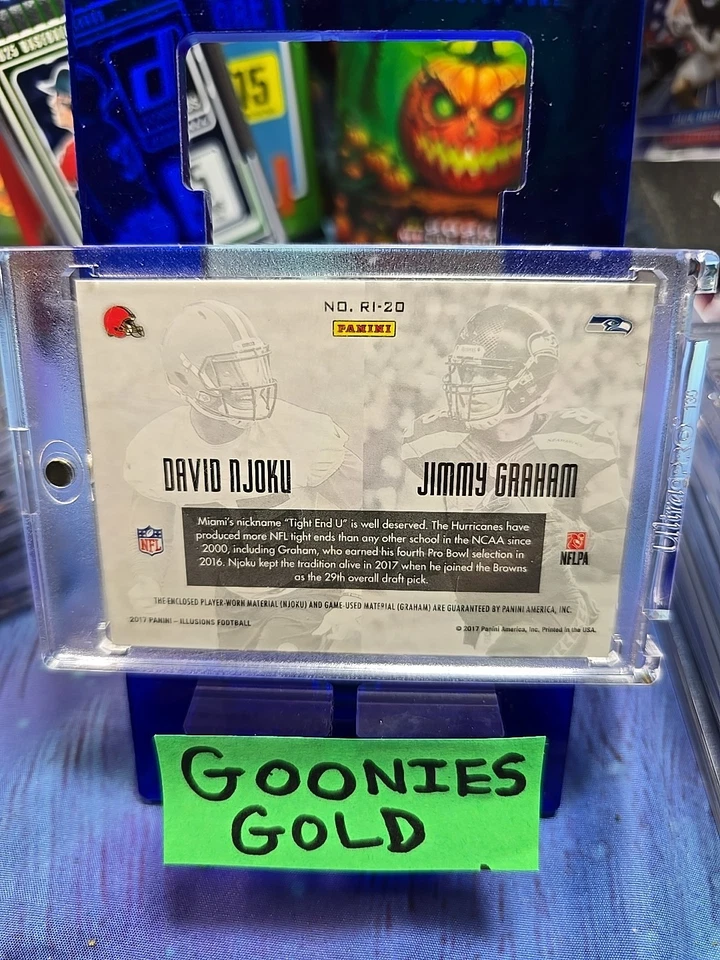 75
NO. RI-20
PANINI
DAVID NJOKU
JIMMY GRAHAM
Miami's nickname "Tight End U" is well deserved. The Hurricanes have
produced more NFL tight ends than any other school in the NCAA since
2000, including Graham, who earned his fourth Pro Bowl selection in
2016. Njoku kept the tradition alive in 2017 when he joined the Browns
as the 29th overall draft pick.
NFL
NFLPA
THE ENCLOSED PLAYER-WORN MATERIAL (NJOKU) AND GAME-USED MATERIAL (GRAHAM) ARE GUARANTEED BY PANINI AMERICA, INC.
2017 PANINI – ILLUSIONS FOOTBALL
© 2017 Panini America, Inc. Printed in the USA.
UltraPRO
GOONIES
GOLD